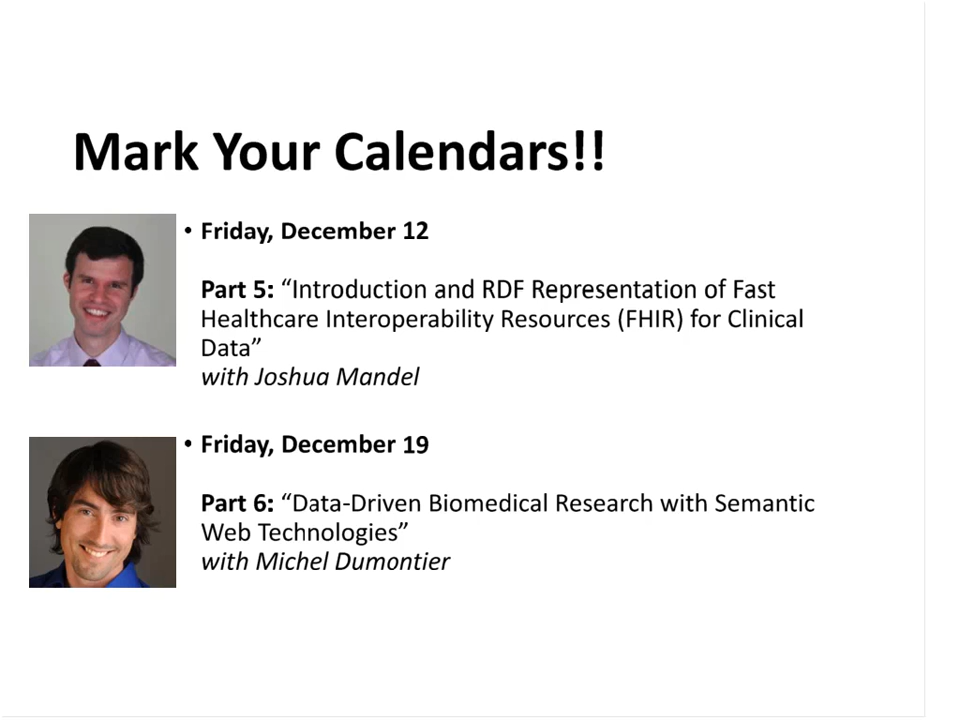 Mark Your Calendars!!
• Friday, December 12
Part 5: “Introduction and RDF Representation of Fast
Healthcare Interoperability Resources (FHIR) for Clinical
Data”
with Joshua Mandel
• Friday, December 19
Part 6: “Data-Driven Biomedical Research with Semantic
Web Technologies”
with Michel Dumontier